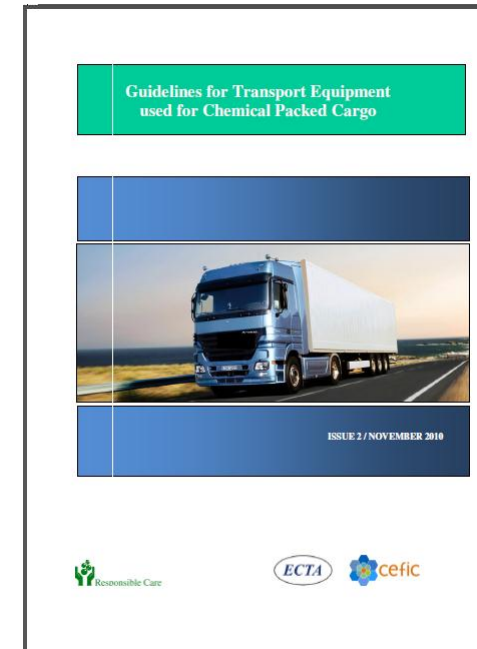 Guidelines for Transport Equipment
used for Chemical Packed Cargo
ISSUE 2 / NOVEMBER 2010
Responsible Care
ECTA
cefic